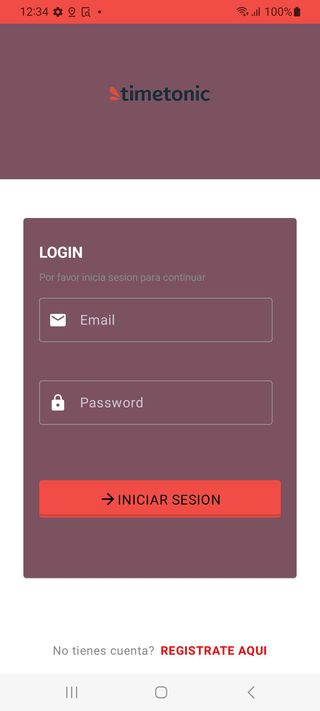 12:34 100%
timetonic
LOGIN
Por favor inicia sesion para continuar
Email
Password
INICIAR SESION
No tienes cuenta? REGISTRATE AQUI